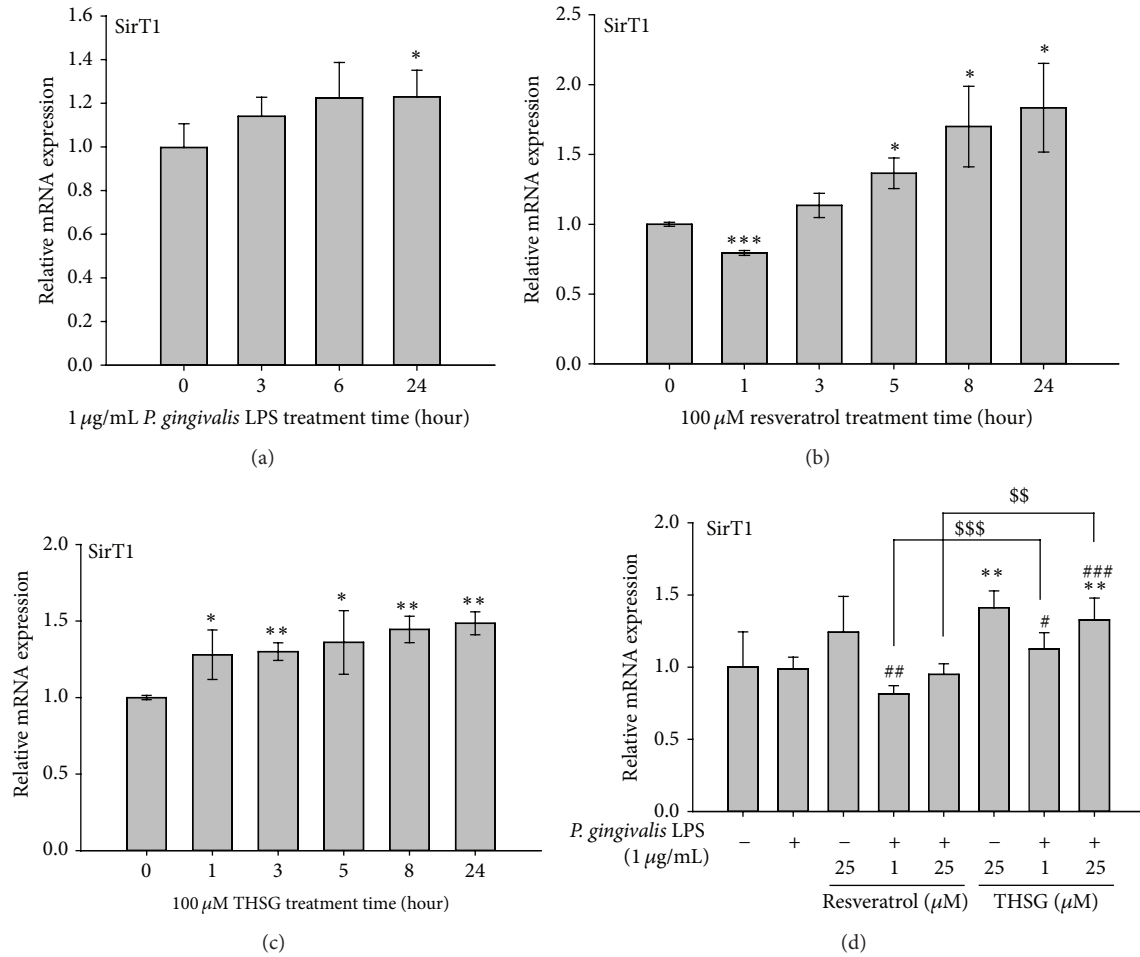 SirT1
Relative mRNA expression
1.6
1.4
1.2
1.0
0.8
0.6
0.4
0.2
0.0
*
0 3 6 24
1 μg/mL P. gingivalis LPS treatment time (hour)
(a)
SirT1
Relative mRNA expression
2.5
2.0
1.5
1.0
0.5
0.0
*** * * *
0 1 3 5 8 24
100 μM resveratrol treatment time (hour)
(b)
SirT1
Relative mRNA expression
2.0
1.5
1.0
0.5
0.0
* ** * ** **
0 1 3 5 8 24
100 μM THSG treatment time (hour)
(c)
SirT1
Relative mRNA expression
2.0
1.5
1.0
0.5
0.0
$$
$$$
###
** **
#
##
P. gingivalis LPS
(1 μg/mL)
− + − + + − + +
25 1 25 25 1 25
Resveratrol (μM) THSG (μM)
(d)